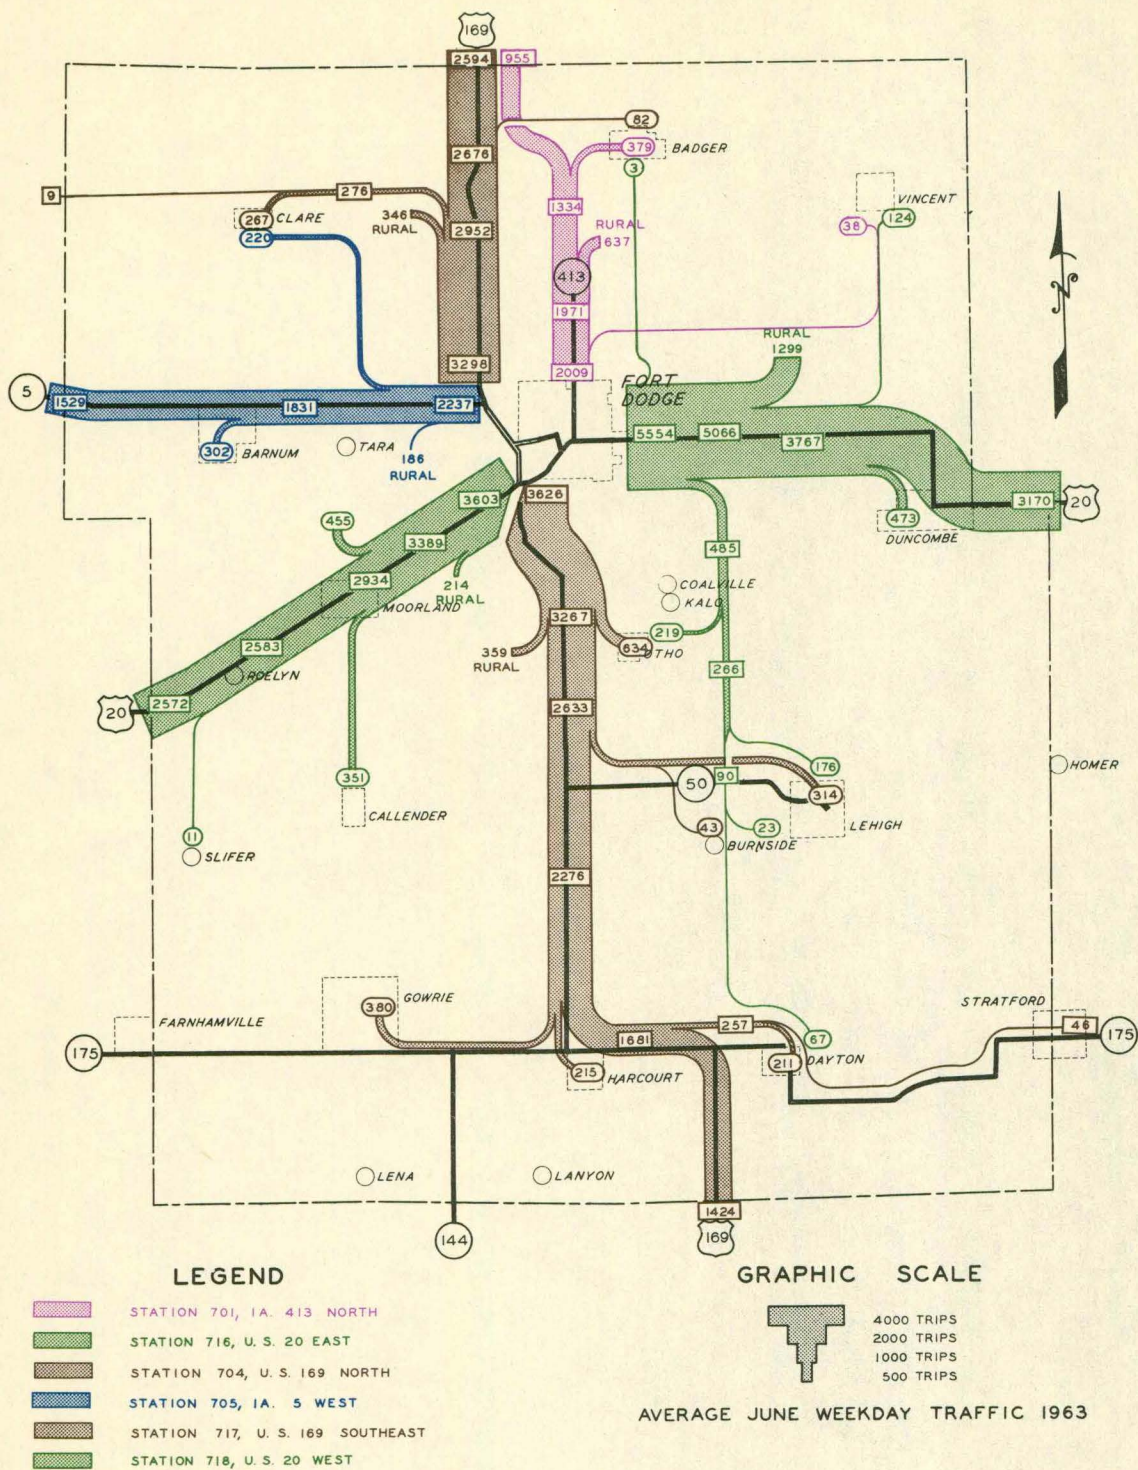 169
2594
955
82
2676
379
BADGER
3
VINCENT
9
276
267
CLARE
346
RURAL
1334
38
124
220
2952
RURAL
637
413
1971
N
3298
2009
RURAL
1299
FORT
DODGE
5
1529
1831
2237
5554
5066
3767
302
BARNUM
TARA
186
RURAL
3603
3626
3170
20
455
3389
485
473
DUNCOMBE
2934
MOORLAND
214
RURAL
COALVILLE
KALO
3267
219
634
OTHO
2583
359
RURAL
266
ROELYN
2572
20
2633
176
HOMER
351
90
50
314
CALLENDER
11
SLIFER
43
23
LEHIGH
BURNSIDE
2276
GOWRIE
380
STRATFORD
FARNHAMVILLE
257
46
175
1681
67
175
211
DAYTON
215
HARCOURT
LENA
LANYON
1424
144
169
LEGEND
STATION 701, IA. 413 NORTH
STATION 716, U. S. 20 EAST
STATION 704, U. S. 169 NORTH
STATION 705, IA. 5 WEST
STATION 717, U. S. 169 SOUTHEAST
STATION 718, U. S. 20 WEST
GRAPHIC SCALE
4000 TRIPS
2000 TRIPS
1000 TRIPS
500 TRIPS
AVERAGE JUNE WEEKDAY TRAFFIC 1963